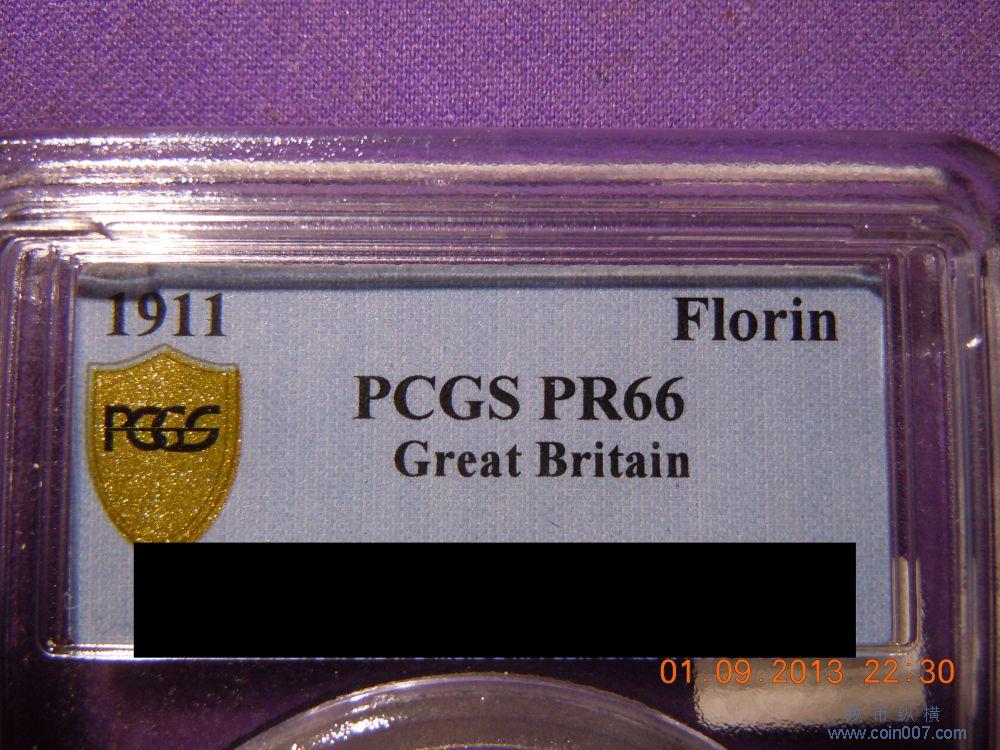 1911 Florin
PCGS
PCGS PR66
Great Britain
01.09.2013 22:30
钱币纵横
www.coin007.com